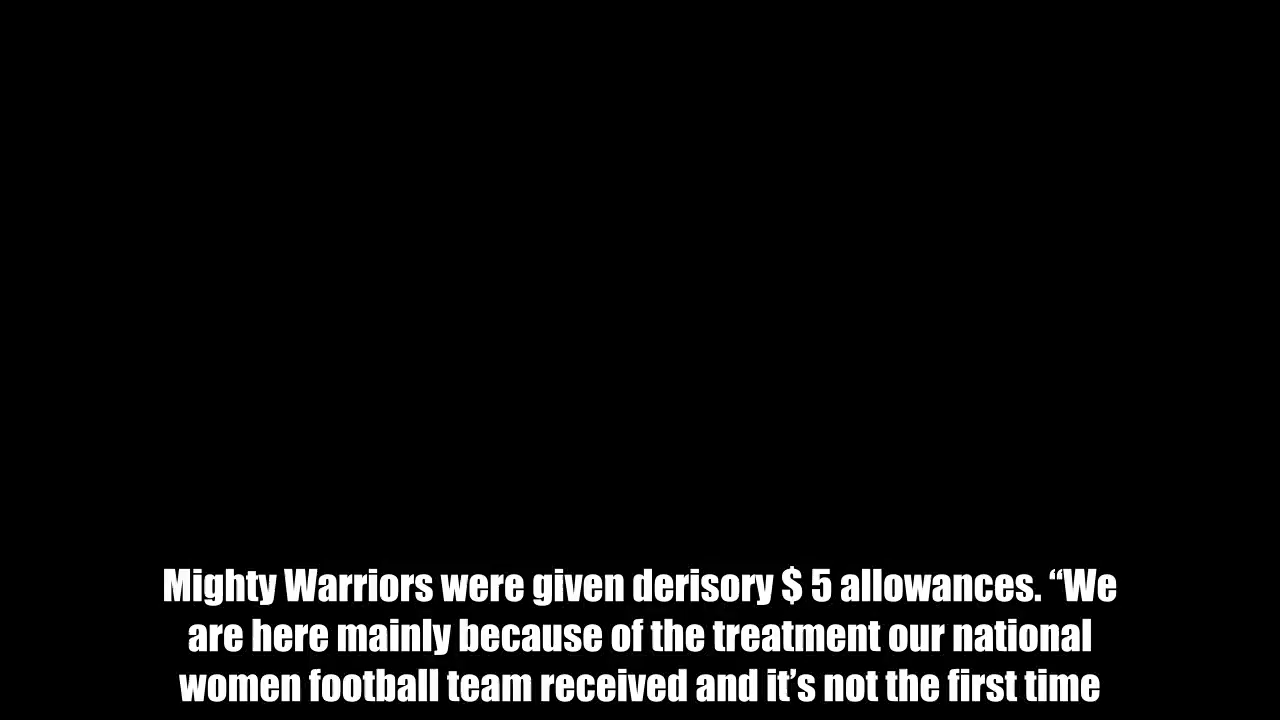 Mighty Warriors were given derisory $ 5 allowances. “We
are here mainly because of the treatment our national
women football team received and it’s not the first time